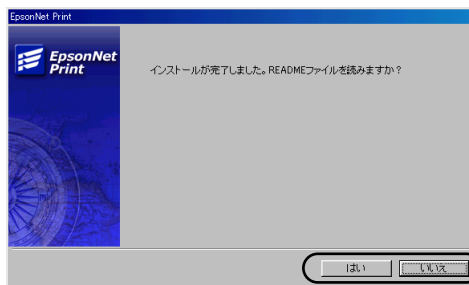 EpsonNet Print
EpsonNet
Print
インストールが完了しました。READMEファイルを読みますか?
はい
いいえ